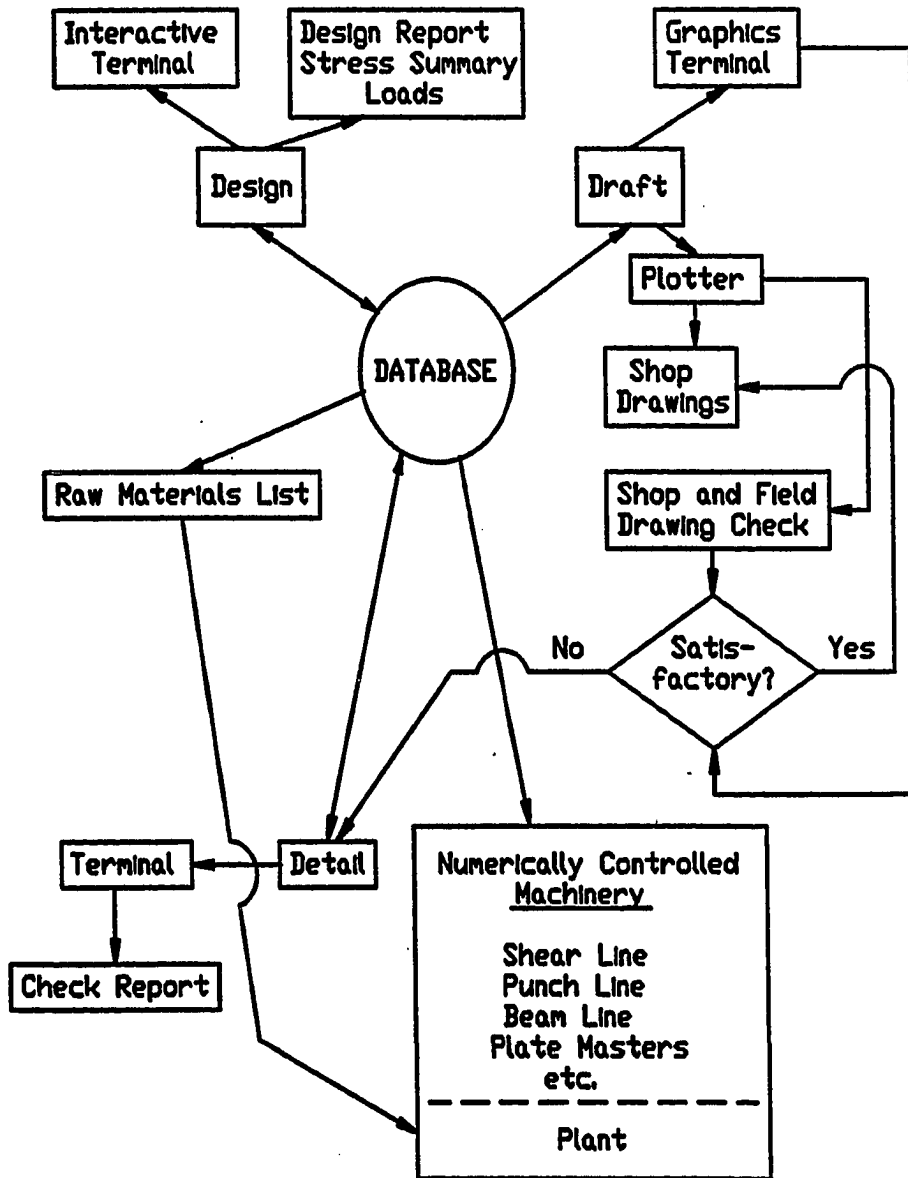 Interactive
Terminal
Design Report
Stress Summary
Loads
Graphics
Terminal
Design
Draft
Plotter
DATABASE
Shop
Drawings
Raw Materials List
Shop and Field
Drawing Check
No
Satis-
factory?
Yes
Terminal
Detail
Numerically Controlled
Machinery
Shear Line
Punch Line
Beam Line
Plate Masters
etc.
Check Report
Plant